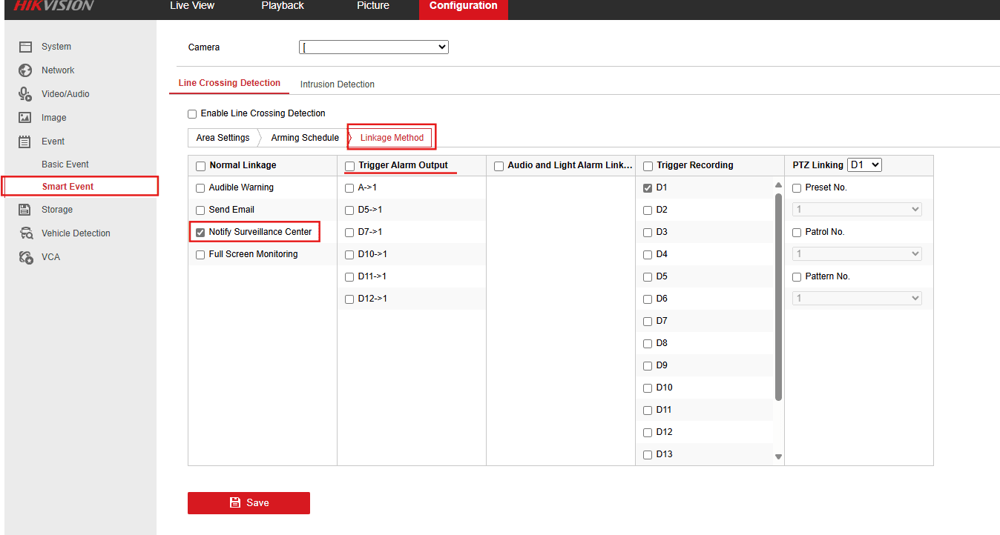 HIKVISION
Live View Playback Picture Configuration
System
Network
Video/Audio
Image
Event
Basic Event
Smart Event
Storage
Vehicle Detection
VCA
Camera [
Line Crossing Detection Intrusion Detection
Enable Line Crossing Detection
Area Settings Arming Schedule Linkage Method
Normal Linkage
Audible Warning
Send Email
Notify Surveillance Center
Full Screen Monitoring
Trigger Alarm Output
A->1
D5->1
D7->1
D10->1
D11->1
D12->1
Audio and Light Alarm Link...
Trigger Recording
D1
D2
D3
D4
D5
D6
D7
D8
D9
D10
D11
D12
D13
PTZ Linking D1
Preset No.
1
Patrol No.
1
Pattern No.
1
Save